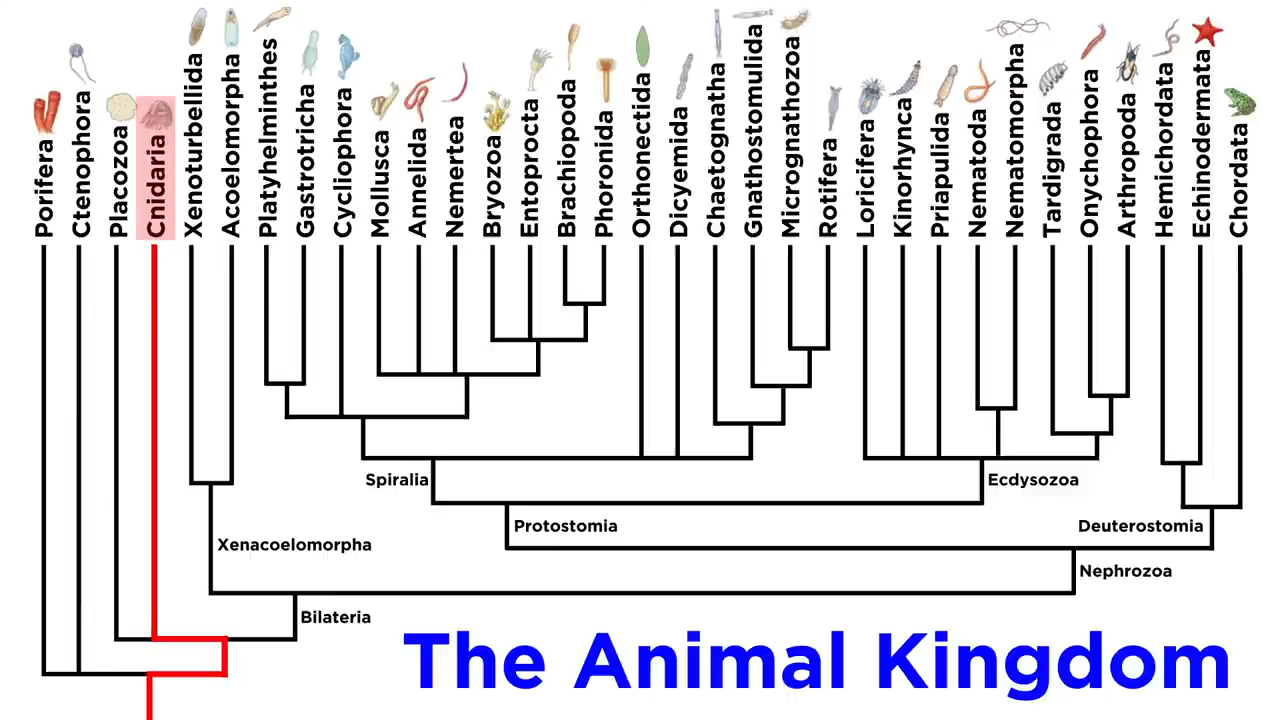 Porifera
Ctenophora
Placozoa
Cnidaria
Xenoturbellida
Acoelomorpha
Platyhelminthes
Gastrotricha
Cycliophora
Mollusca
Annelida
Nemertea
Bryozoa
Entoprocta
Brachiopoda
Phoronida
Orthonectida
Dicyemida
Chaetognatha
Gnathostomulida
Micrognathozoa
Rotifera
Loricifera
Kinorhynca
Priapulida
Nematoda
Nematomorpha
Tardigrada
Onychophora
Arthropoda
Hemichordata
Echinodermata
Chordata
Spiralia
Ecdysozoa
Protostomia
Deuterostomia
Xenacoelomorpha
Nephrozoa
Bilateria
The Animal Kingdom